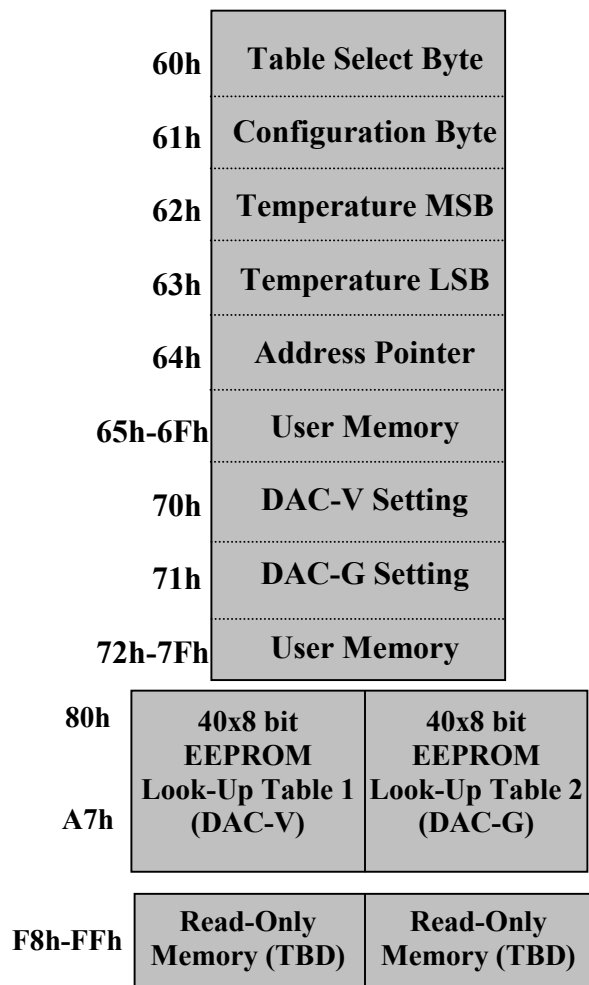 60h Table Select Byte
61h Configuration Byte
62h Temperature MSB
63h Temperature LSB
64h Address Pointer
65h-6Fh User Memory
70h DAC-V Setting
71h DAC-G Setting
72h-7Fh User Memory
80h
40x8 bit
EEPROM
Look-Up Table 1
(DAC-V)
40x8 bit
EEPROM
Look-Up Table 2
(DAC-G)
A7h
F8h-FFh
Read-Only
Memory (TBD)
Read-Only
Memory (TBD)